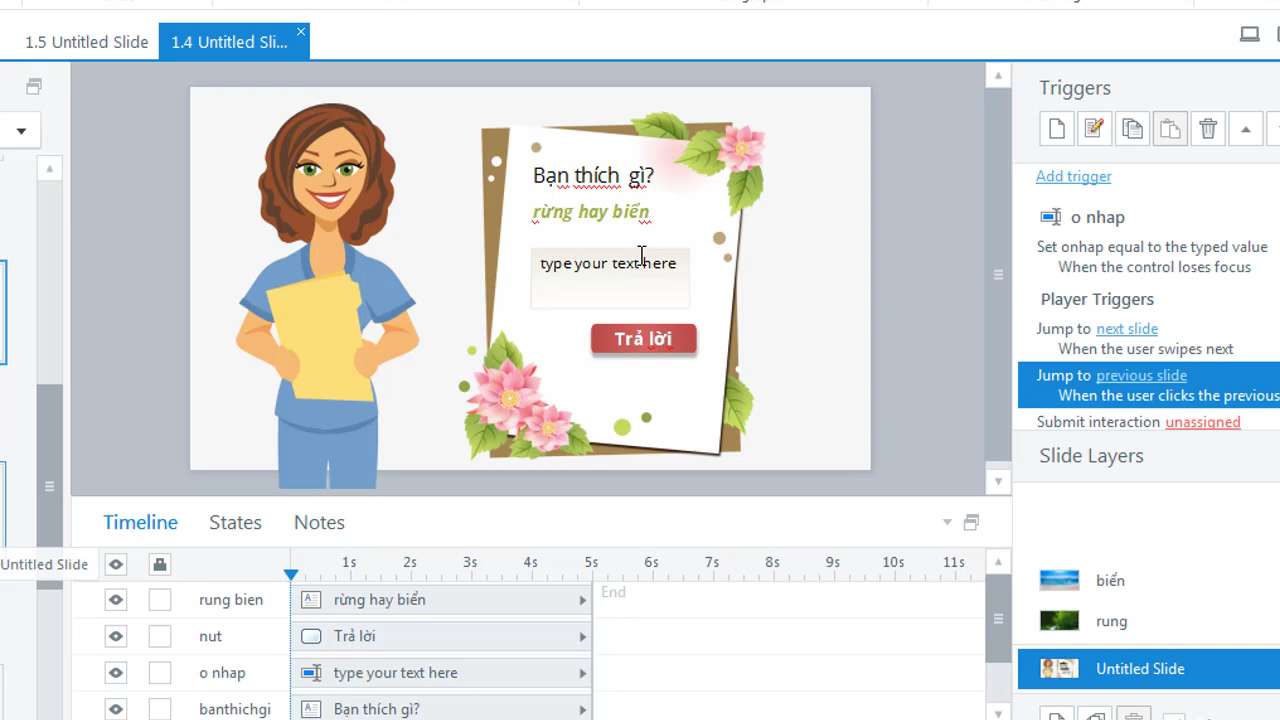 1.5 Untitled Slide
1.4 Untitled Sli...
Triggers
Add trigger
o nhap
Set onhap equal to the typed value
When the control loses focus
Player Triggers
Jump to next slide
When the user swipes next
Jump to previous slide
When the user clicks the previous
Submit interaction unassigned
Bạn thích gì?
rừng hay biển
type your text here
Trả lời
Slide Layers
biển
rung
Untitled Slide
Timeline
States
Notes
Untitled Slide
1s 2s 3s 4s 5s 6s 7s 8s 9s 10s 11s
rung bien
rừng hay biển
End
nut
Trả lời
o nhap
type your text here
banthichgi
Bạn thích gì?